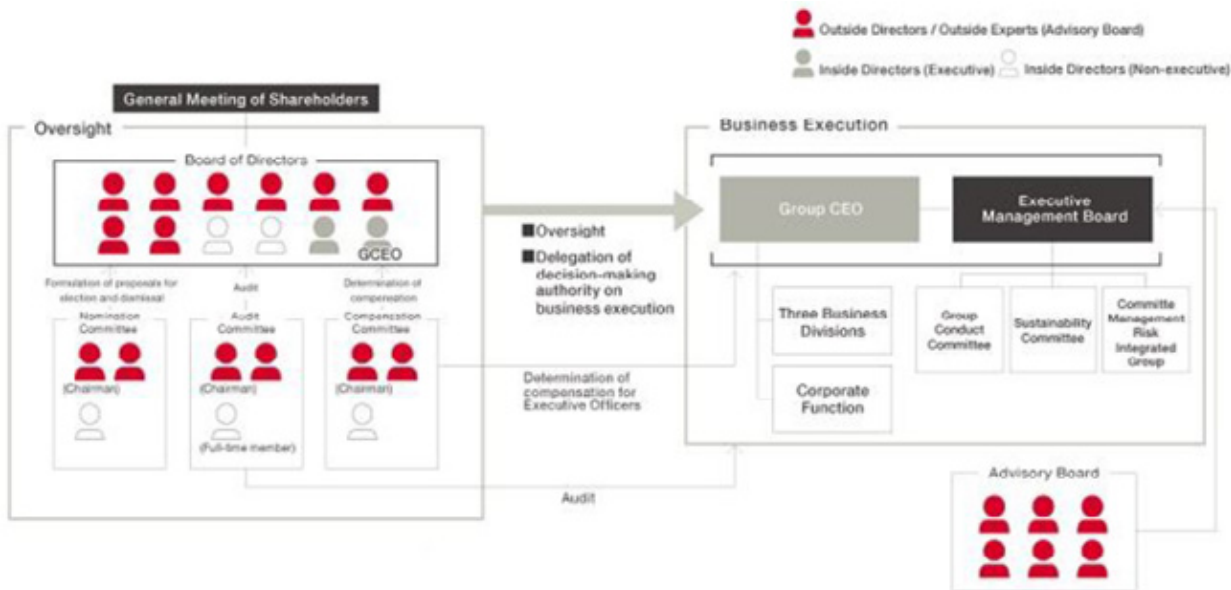 Outside Directors / Outside Experts (Advisory Board)
Inside Directors (Executive)
Inside Directors (Non-executive)
General Meeting of Shareholders
Oversight
Board of Directors
GCEO
Formulation of proposals for
election and dismissal
Audit
Determination of
compensation
Nomination
Committee
Audit
Committee
Compensation
Committee
(Chairman)
(Chairman)
(Chairman)
(Full-time member)
■Oversight
■Delegation of
decision-making
authority on
business execution
Determination of
compensation for
Executive Officers
Audit
Business Execution
Group CEO
Executive
Management Board
Three Business
Divisions
Corporate
Function
Group
Conduct
Committee
Sustainability
Committee
Committe
Management
Risk
Integrated
Group
Advisory Board